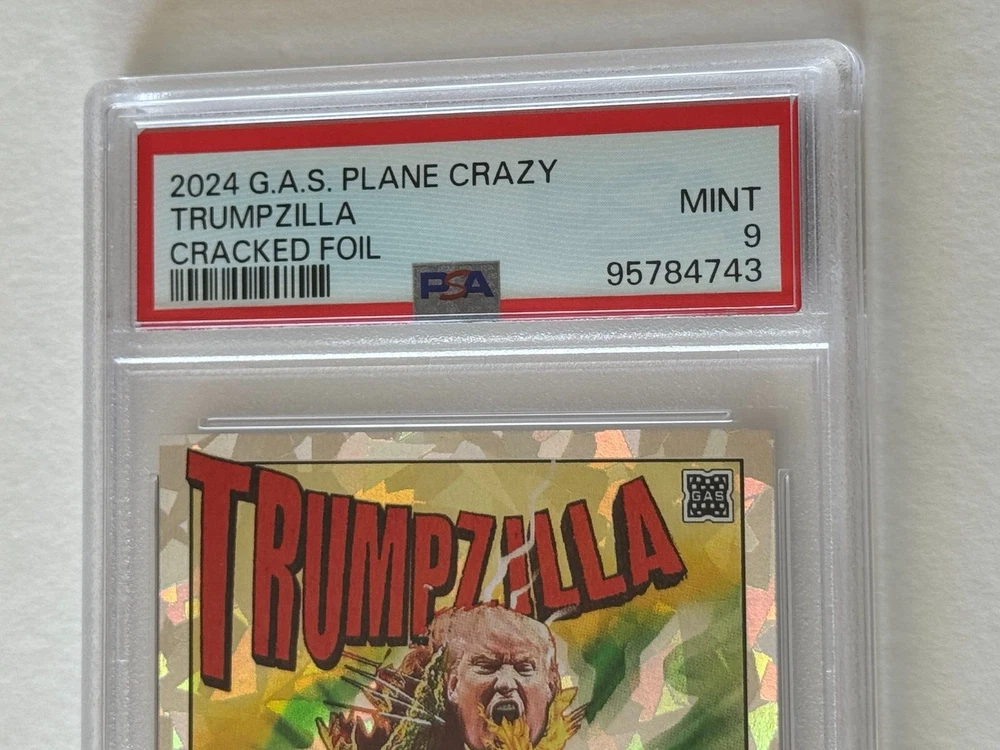 2024 G.A.S. PLANE CRAZY
TRUMPZILLA
CRACKED FOIL
MINT
9
95784743
PSA
TRUMPZILLA
GAS